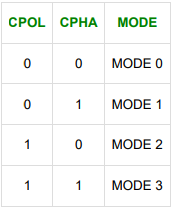 CPOL CPHA MODE
0 0 MODE 0
0 1 MODE 1
1 0 MODE 2
1 1 MODE 3